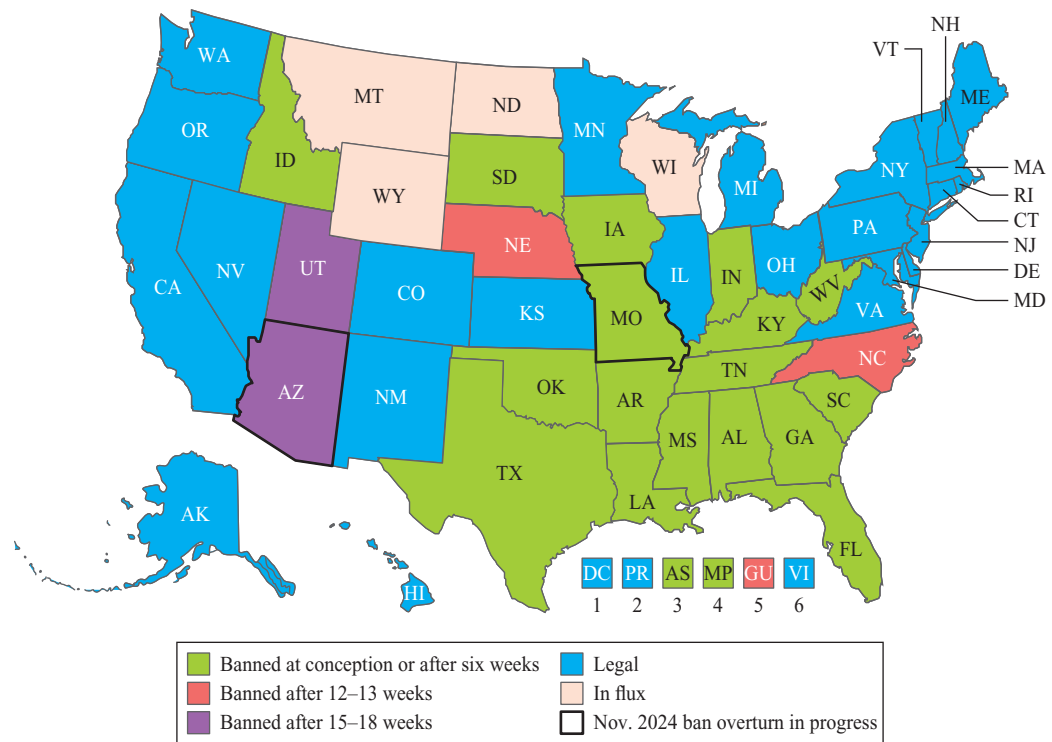 NH
VT
WA
ME
MT
ND
MN
OR
ID
SD
WI
NY
MA
MI
RI
WY
CT
IA
PA
NJ
NE
NV
UT
IL
IN
OH
DE
CA
CO
WV
MD
KS
MO
KY
VA
NC
TN
AZ
NM
OK
AR
SC
MS
AL
GA
TX
LA
AK
FL
DC PR AS MP GU VI
HI
1 2 3 4 5 6
Banned at conception or after six weeks
Banned after 12–13 weeks
Banned after 15–18 weeks
Legal
In flux
Nov. 2024 ban overturn in progress